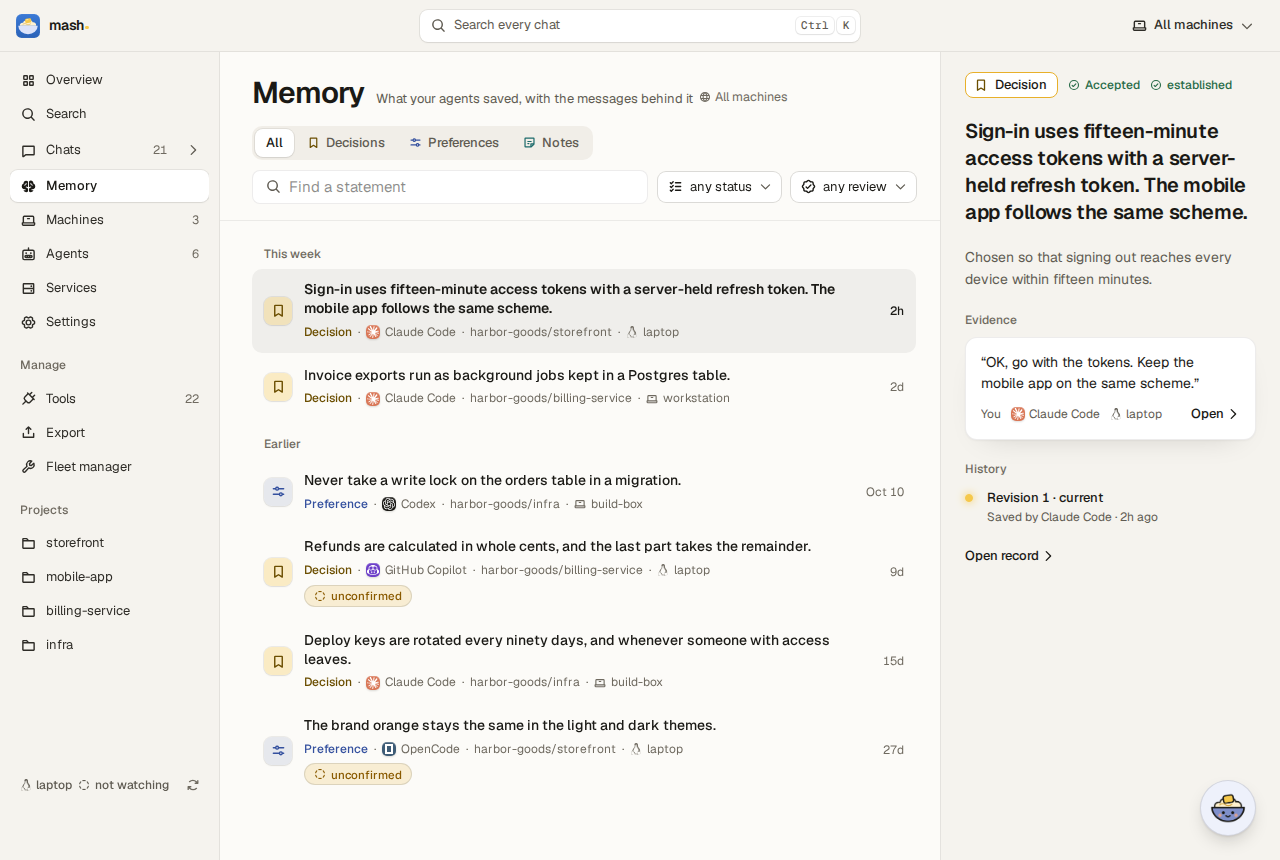 mash.
Search every chat
Ctrl K
All machines
Overview
Search
Chats 21
Memory
Machines 3
Agents 6
Services
Settings
Manage
Tools 22
Export
Fleet manager
Projects
storefront
mobile-app
billing-service
infra
laptop not watching
Memory What your agents saved, with the messages behind it All machines
All Decisions Preferences Notes
Find a statement
any status
any review
This week
Sign-in uses fifteen-minute access tokens with a server-held refresh token. The
mobile app follows the same scheme.
2h
Decision · Claude Code · harbor-goods/storefront · laptop
Invoice exports run as background jobs kept in a Postgres table.
2d
Decision · Claude Code · harbor-goods/billing-service · workstation
Earlier
Never take a write lock on the orders table in a migration.
Oct 10
Preference · Codex · harbor-goods/infra · build-box
Refunds are calculated in whole cents, and the last part takes the remainder.
Decision · GitHub Copilot · harbor-goods/billing-service · laptop
9d
unconfirmed
Deploy keys are rotated every ninety days, and whenever someone with access
leaves.
15d
Decision · Claude Code · harbor-goods/infra · build-box
The brand orange stays the same in the light and dark themes.
Preference · OpenCode · harbor-goods/storefront · laptop
27d
unconfirmed
Decision Accepted established
Sign-in uses fifteen-minute
access tokens with a server-
held refresh token. The mobile
app follows the same scheme.
Chosen so that signing out reaches every
device within fifteen minutes.
Evidence
“OK, go with the tokens. Keep the
mobile app on the same scheme.”
You Claude Code laptop Open
History
Revision 1 · current
Saved by Claude Code · 2h ago
Open record